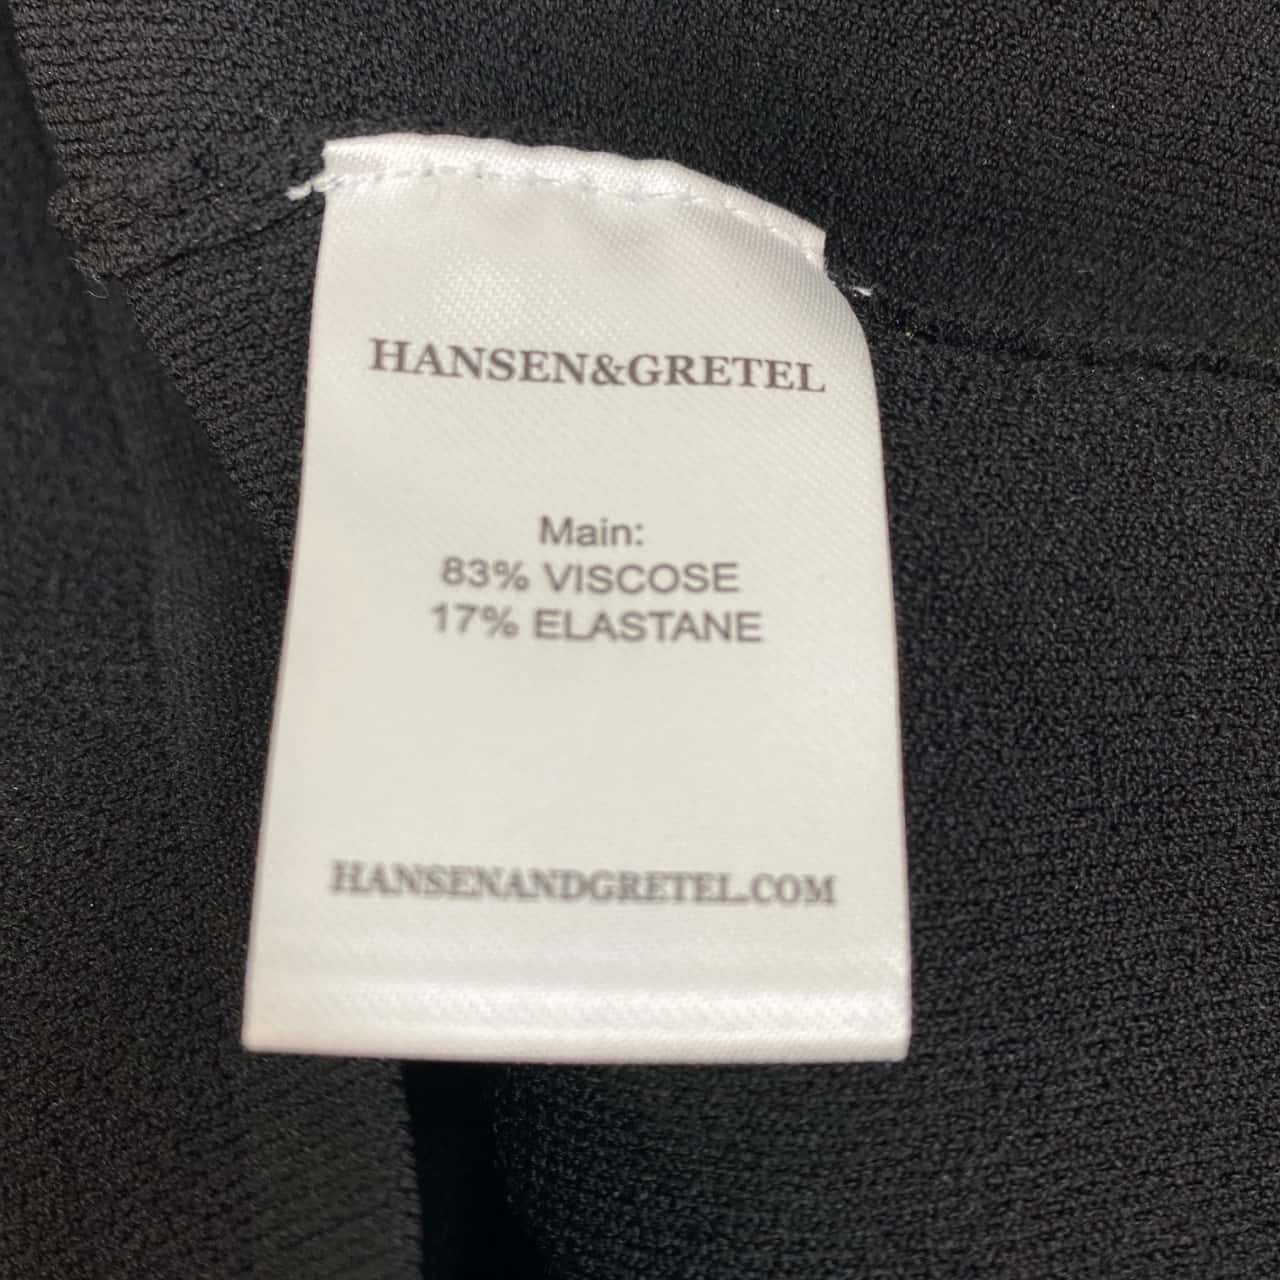 HANSEN&GRETEL
Main:
83% VISCOSE
17% ELASTANE
HANSENANDGRETEL.COM